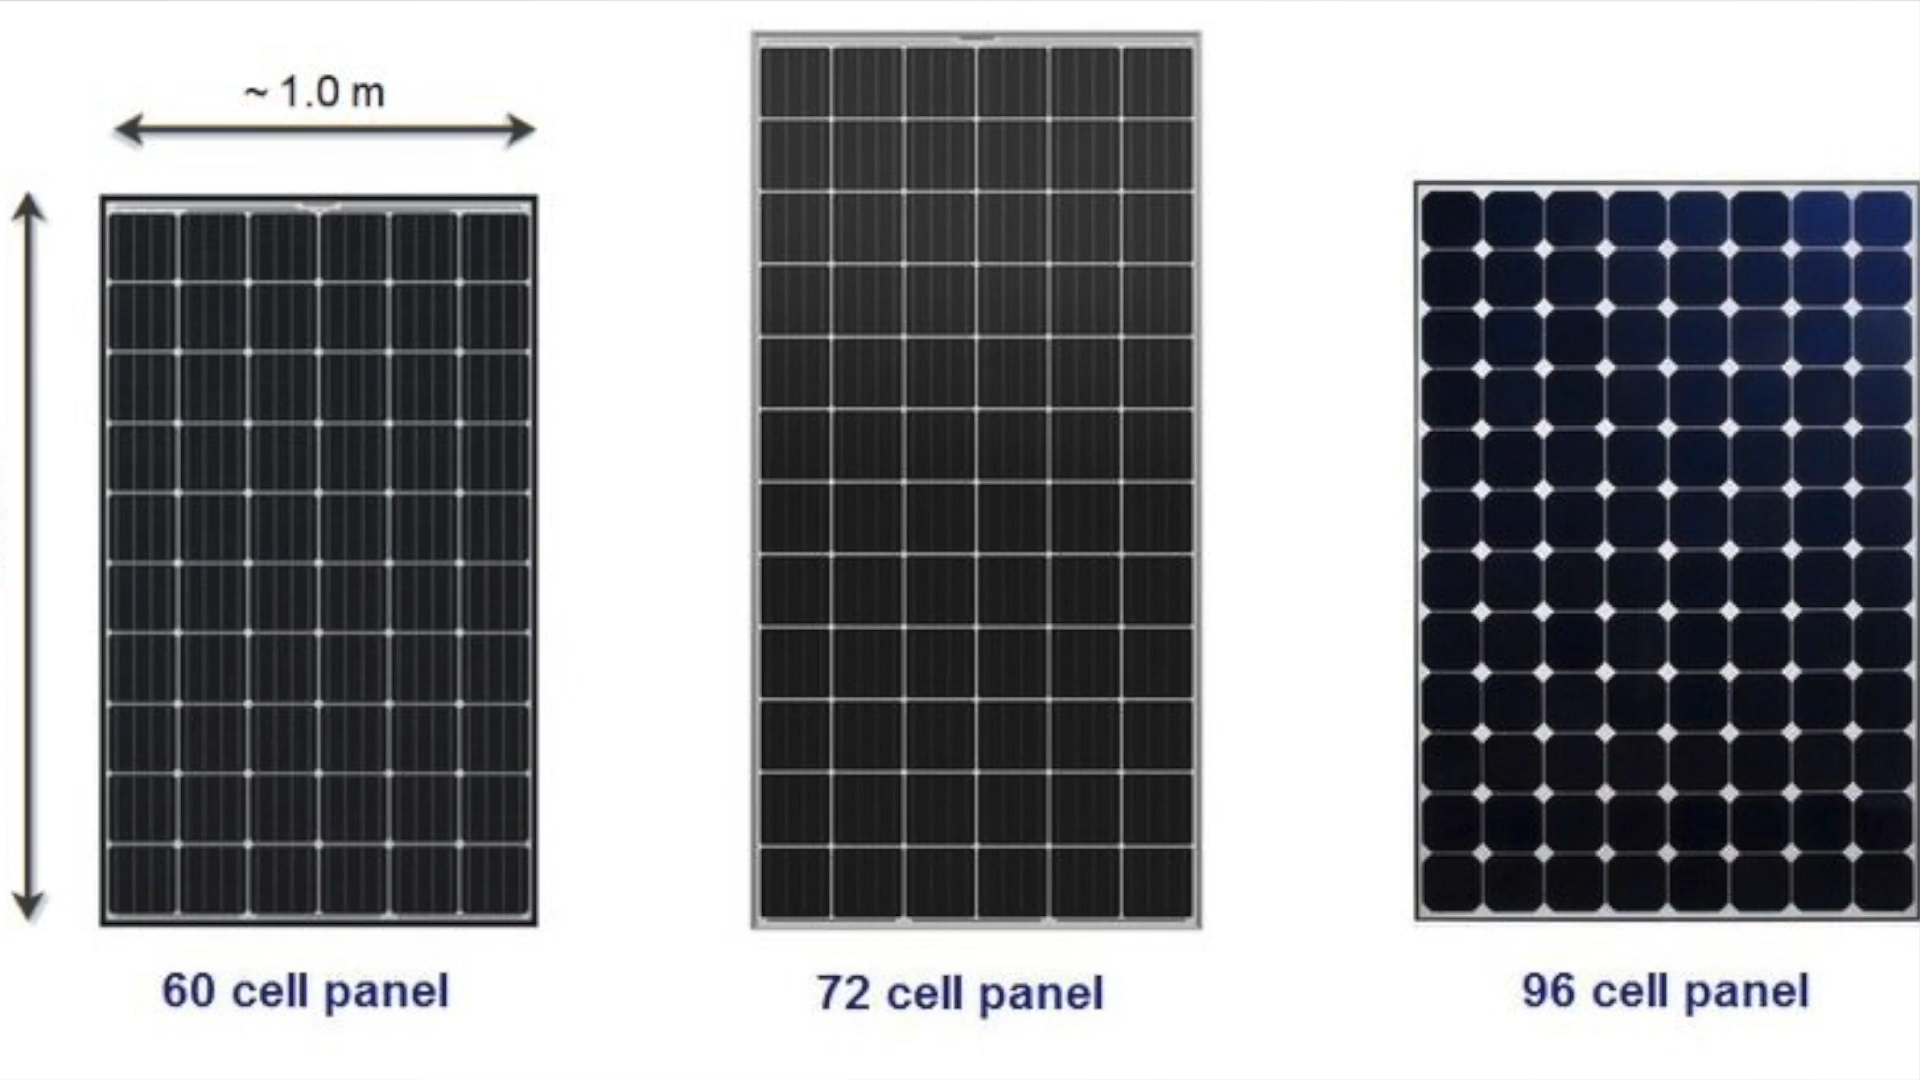 ~ 1.0 m
60 cell panel
72 cell panel
96 cell panel